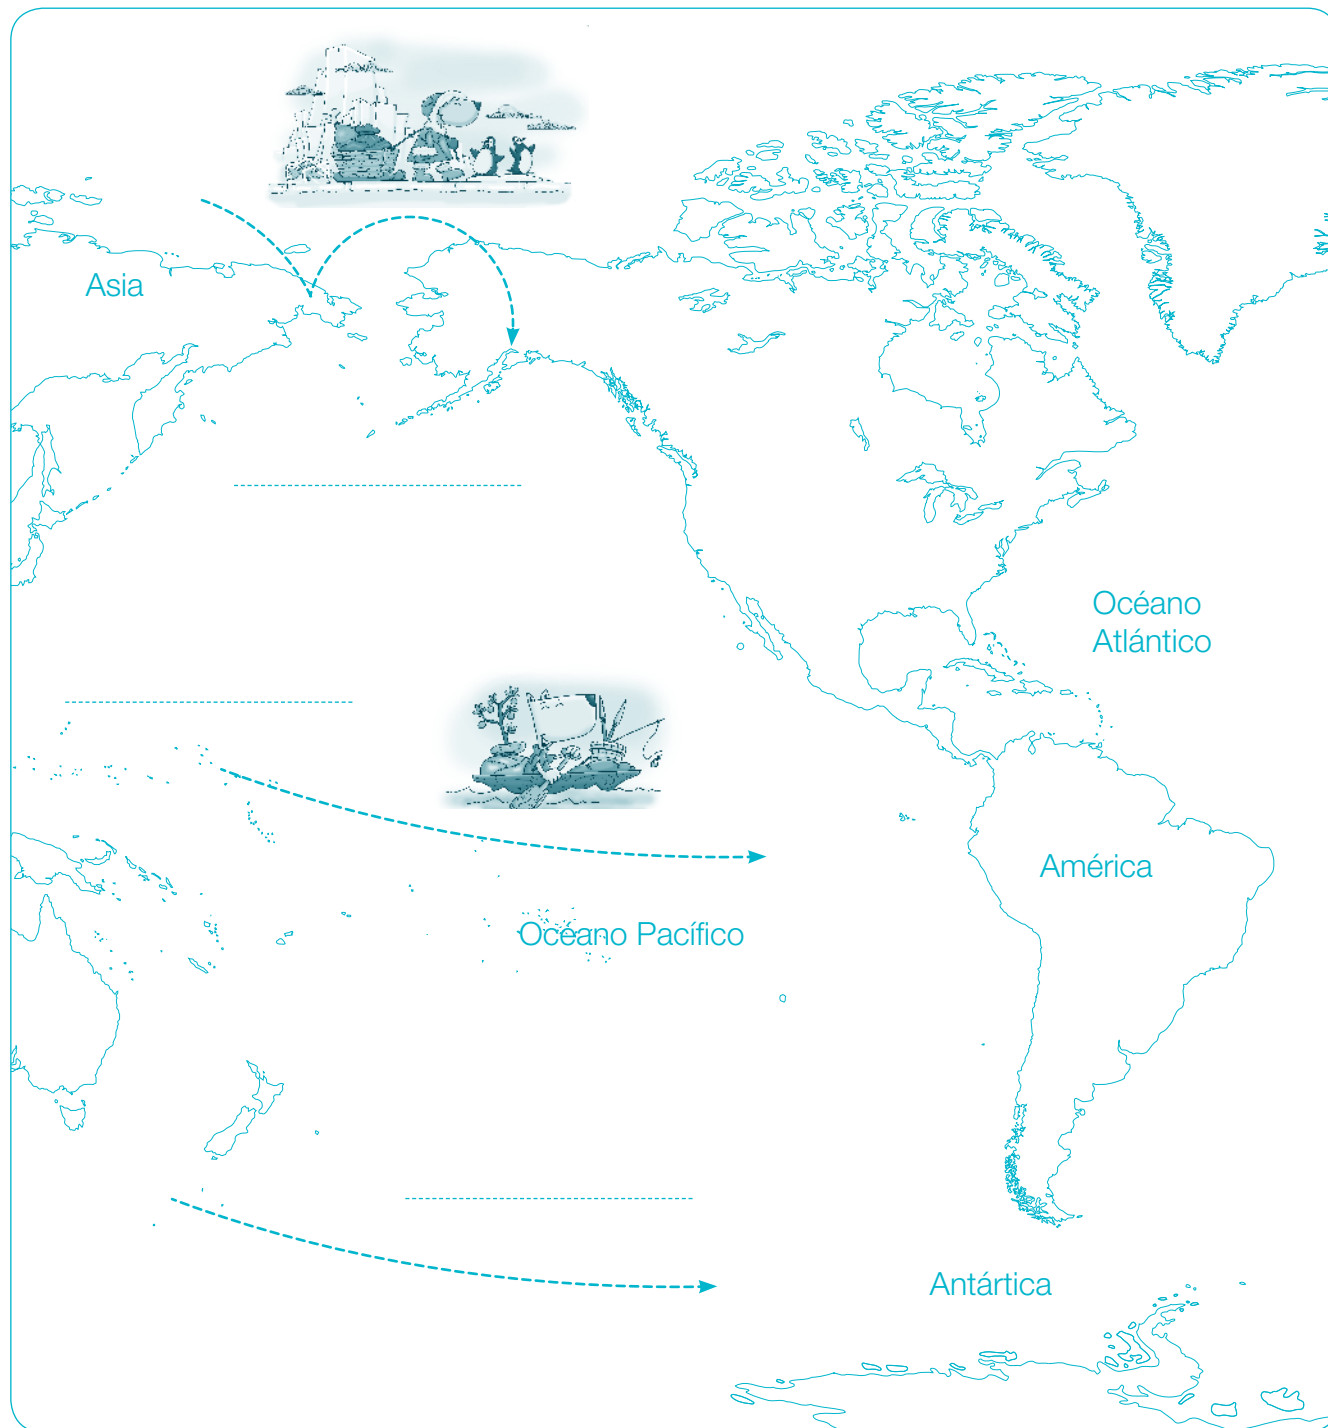 Asia
Océano
Atlántico
América
Océano Pacífico
Antártica